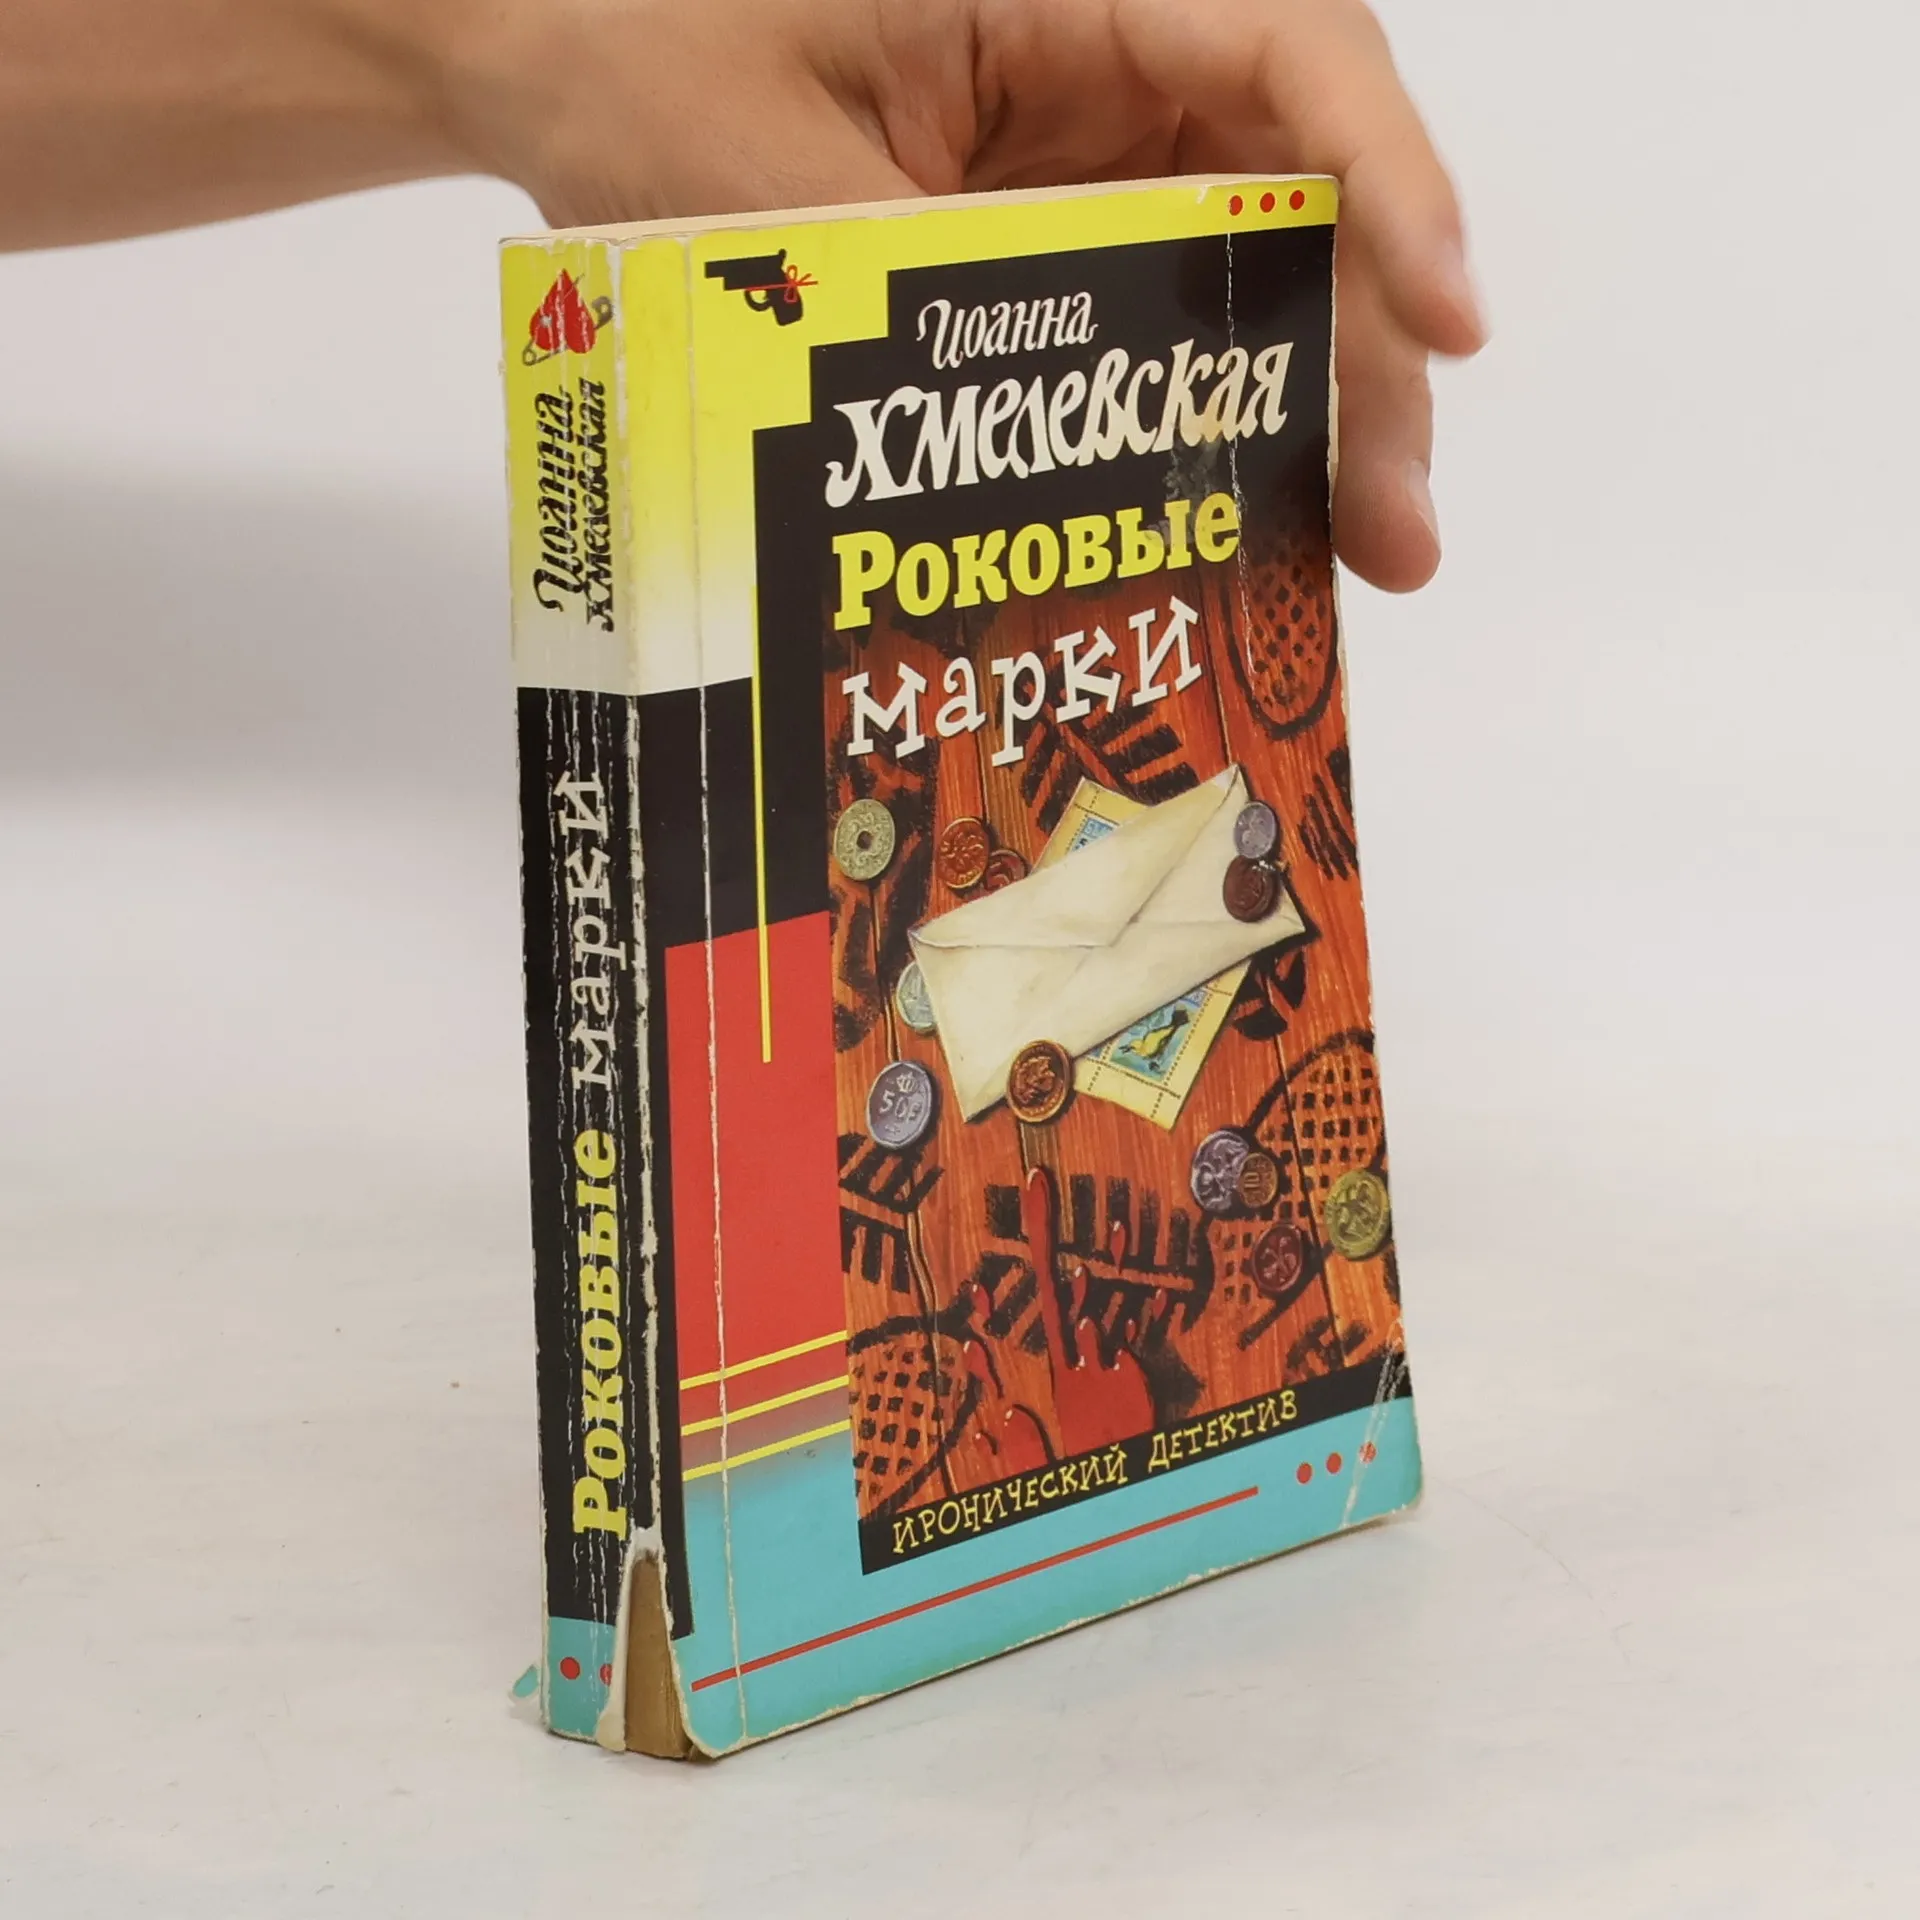 Иоанна
Хмелевская
Роковые
марки
ИРОНИЧЕСКИЙ ДЕТЕКТИВ
Иоанна
Хмелевская
Роковые марки